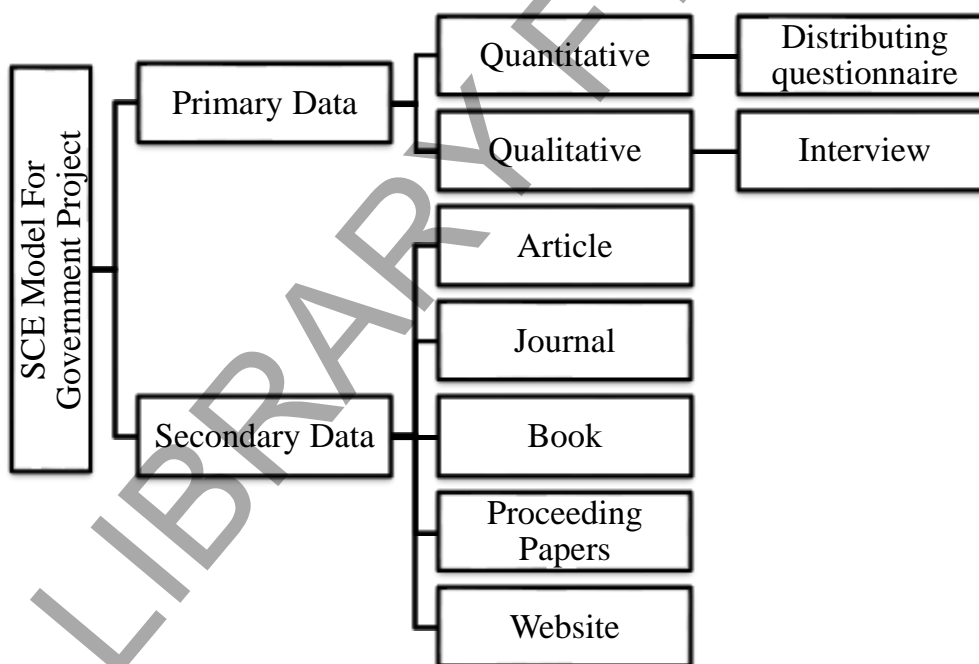 SCE Model For
Government Project
Primary Data
Quantitative
Distributing
questionnaire
Qualitative
Interview
Secondary Data
Article
Journal
Book
Proceeding
Papers
Website
LIBRARY